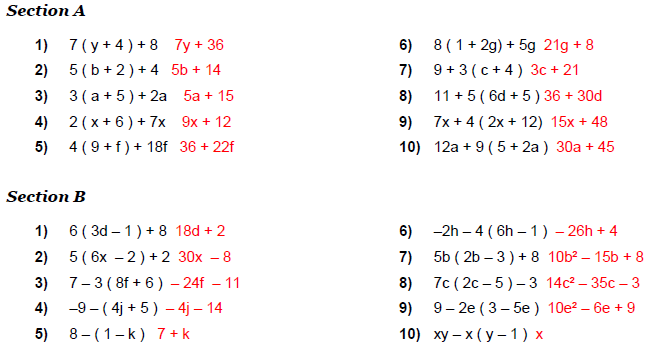 Section A
1) 7 ( y + 4 ) + 8 7y + 36
2) 5 ( b + 2 ) + 4 5b + 14
3) 3 ( a + 5 ) + 2a 5a + 15
4) 2 ( x + 6 ) + 7x 9x + 12
5) 4 ( 9 + f ) + 18f 36 + 22f
6) 8 ( 1 + 2g) + 5g 21g + 8
7) 9 + 3 ( c + 4 ) 3c + 21
8) 11 + 5 ( 6d + 5 ) 36 + 30d
9) 7x + 4 ( 2x + 12) 15x + 48
10) 12a + 9 ( 5 + 2a ) 30a + 45
Section B
1) 6 ( 3d – 1 ) + 8 18d + 2
2) 5 ( 6x – 2 ) + 2 30x – 8
3) 7 – 3 ( 8f + 6 ) – 24f – 11
4) –9 – ( 4j + 5 ) – 4j – 14
5) 8 – ( 1 – k ) 7 + k
6) –2h – 4 ( 6h – 1 ) – 26h + 4
7) 5b ( 2b – 3 ) + 8 10b² – 15b + 8
8) 7c ( 2c – 5 ) – 3 14c² – 35c – 3
9) 9 – 2e ( 3 – 5e ) 10e² – 6e + 9
10) xy – x ( y – 1 ) x